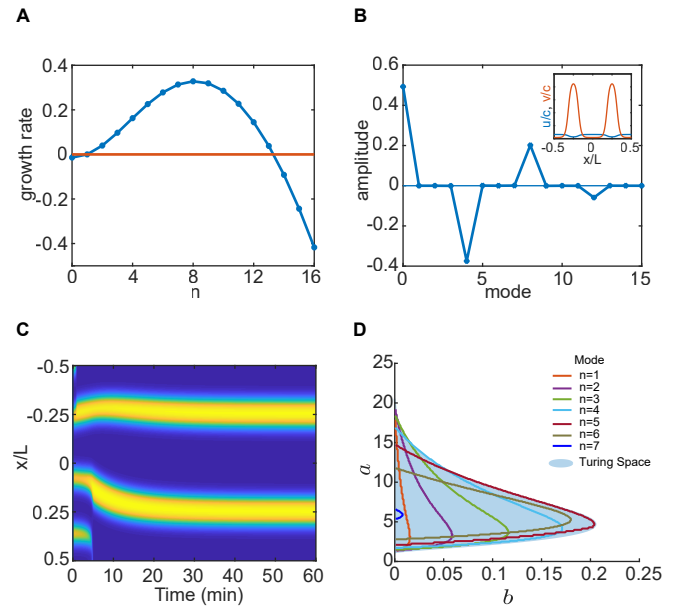 A
0.4
0.2
0
-0.2
-0.4
growth rate
0 4 8 12 16
n
B
0.6
0.4
0.2
0
-0.2
-0.4
amplitude
0 5 10 15
mode
u/c, v/c
-0.5 0 0.5
x/L
C
-0.5
-0.25
0
0.25
0.5
x/L
0 10 20 30 40 50 60
Time (min)
D
25
20
15
10
5
0
a
0 0.05 0.1 0.15 0.2 0.25
b
Mode
n=1
n=2
n=3
n=4
n=5
n=6
n=7
Turing Space